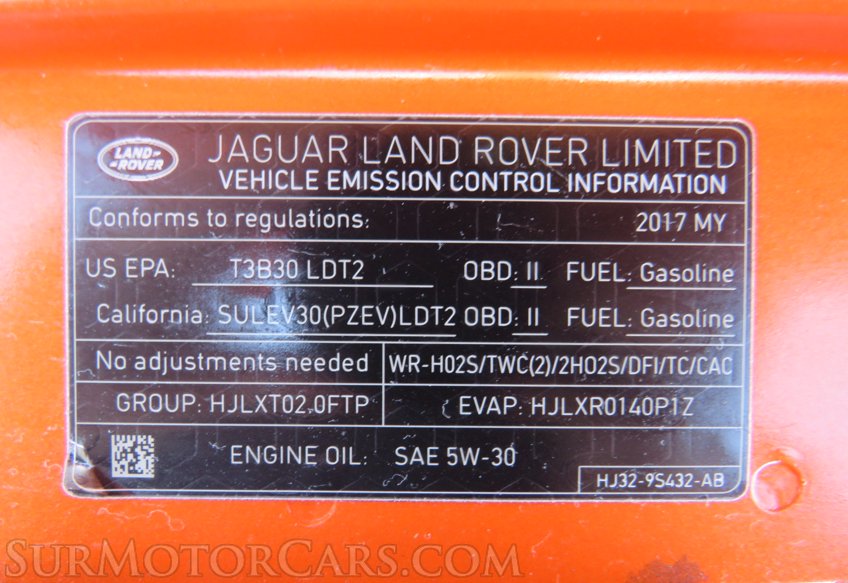 LAND-
-ROVER
JAGUAR LAND ROVER LIMITED
VEHICLE EMISSION CONTROL INFORMATION
Conforms to regulations: 2017 MY
US EPA: T3B30 LDT2 OBD: II FUEL: Gasoline
California: SULEV30(PZEV)LDT2 OBD: II FUEL: Gasoline
No adjustments needed WR-HO2S/TWC(2)/2HO2S/DFI/TC/CAC
GROUP: HJLXT02.0FTP EVAP: HJLXR0140P1Z
ENGINE OIL: SAE 5W-30
HJ32-9S432-AB
SURMOTORCARS.COM